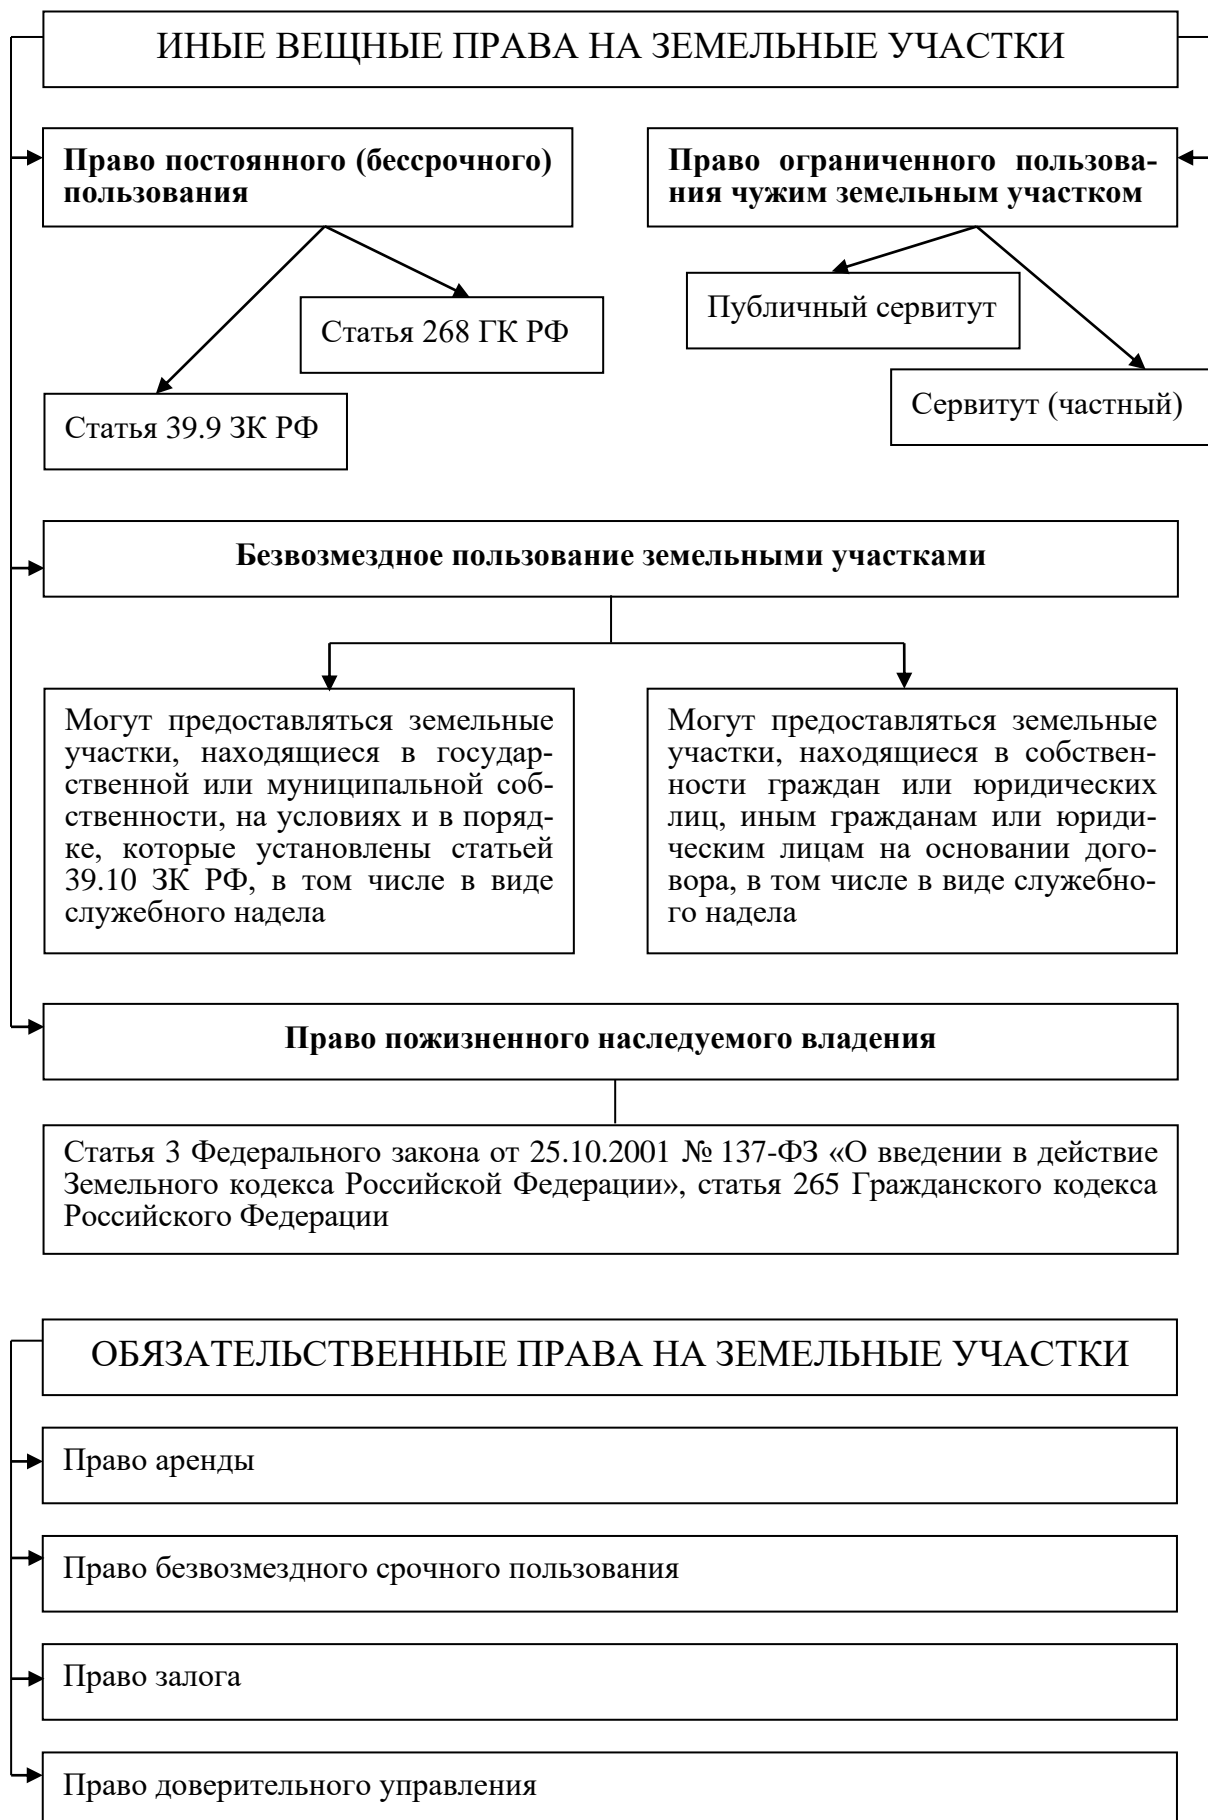 ИНЫЕ ВЕЩНЫЕ ПРАВА НА ЗЕМЕЛЬНЫЕ УЧАСТКИ
Право постоянного (бессрочного)
пользования
Право ограниченного пользова-
ния чужим земельным участком
Статья 268 ГК РФ
Статья 39.9 ЗК РФ
Публичный сервитут
Сервитут (частный)
Безвозмездное пользование земельными участками
Могут предоставляться земельные
участки, находящиеся в государ-
ственной или муниципальной соб-
ственности, на условиях и в поряд-
ке, которые установлены статьей
39.10 ЗК РФ, в том числе в виде
служебного надела
Могут предоставляться земельные
участки, находящиеся в собствен-
ности граждан или юридических
лиц, иным гражданам или юриди-
ческим лицам на основании дого-
вора, в том числе в виде служебно-
го надела
Право пожизненного наследуемого владения
Статья 3 Федерального закона от 25.10.2001 № 137-ФЗ «О введении в действие
Земельного кодекса Российской Федерации», статья 265 Гражданского кодекса
Российского Федерации
ОБЯЗАТЕЛЬСТВЕННЫЕ ПРАВА НА ЗЕМЕЛЬНЫЕ УЧАСТКИ
Право аренды
Право безвозмездного срочного пользования
Право залога
Право доверительного управления